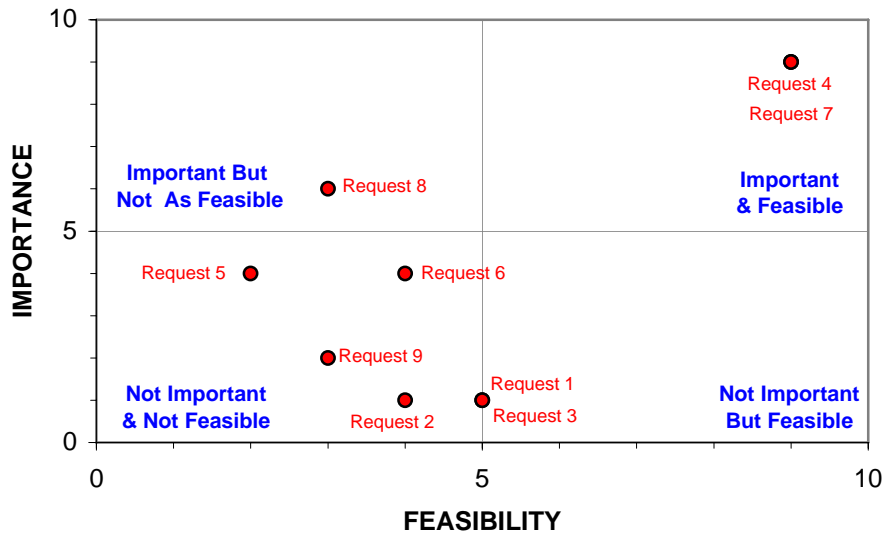 10
Request 4
Request 7
Important But
Not As Feasible
Request 8
Important
& Feasible
IMPORTANCE
5
Request 5
Request 6
Request 9
Not Important
& Not Feasible
Request 2
Request 1
Request 3
Not Important
But Feasible
0
0
5
10
FEASIBILITY